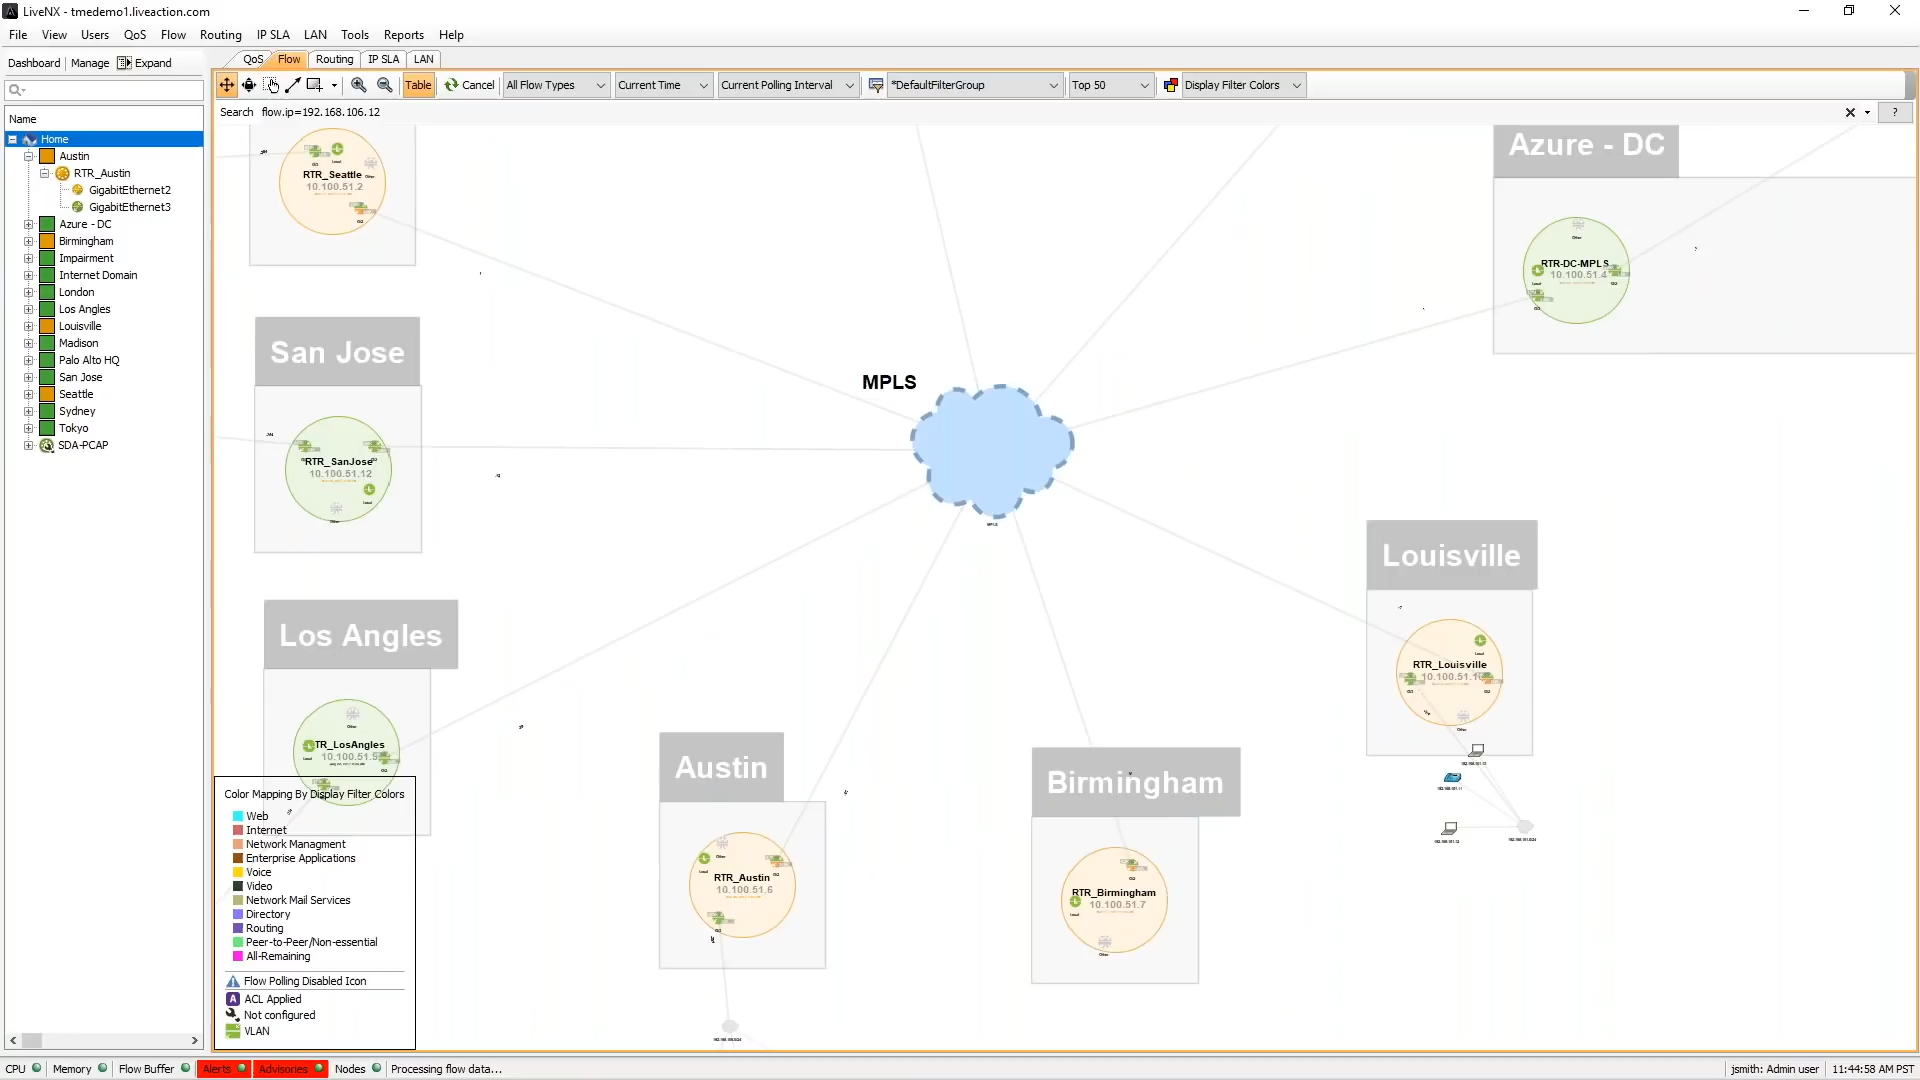 LiveNX - tmedemo1.liveaction.com
File View Users QoS Flow Routing IP SLA LAN Tools Reports Help
Dashboard Manage Expand
QoS Flow Routing IP SLA LAN
Table Cancel All Flow Types Current Time Current Polling Interval *DefaultFilterGroup Top 50 Display Filter Colors
Search flow.ip=192.168.106.12
?
Name
Home
Austin
RTR_Austin
GigabitEthernet2
GigabitEthernet3
Azure - DC
Birmingham
Impairment
Internet Domain
London
Los Angles
Louisville
Madison
Palo Alto HQ
San Jose
Seattle
Sydney
Tokyo
SDA-PCAP
RTR_Seattle
10.100.51.2
Azure - DC
RTR-DC-MPLS
10.100.51.4
San Jose
RTR_SanJose
10.100.51.12
MPLS
MPLS
Louisville
RTR_Louisville
Los Angles
TR_LosAngles
10.100.51.5
Austin
RTR_Austin
10.100.51.6
Birmingham
RTR_Birmingham
10.100.51.7
Color Mapping By Display Filter Colors
Web
Internet
Network Managment
Enterprise Applications
Voice
Video
Network Mail Services
Directory
Routing
Peer-to-Peer/Non-essential
All-Remaining
Flow Polling Disabled Icon
A ACL Applied
Not configured
VLAN
CPU Memory Flow Buffer Alerts Advisories Nodes Processing flow data...
jsmith: Admin user 11:44:58 AM PST